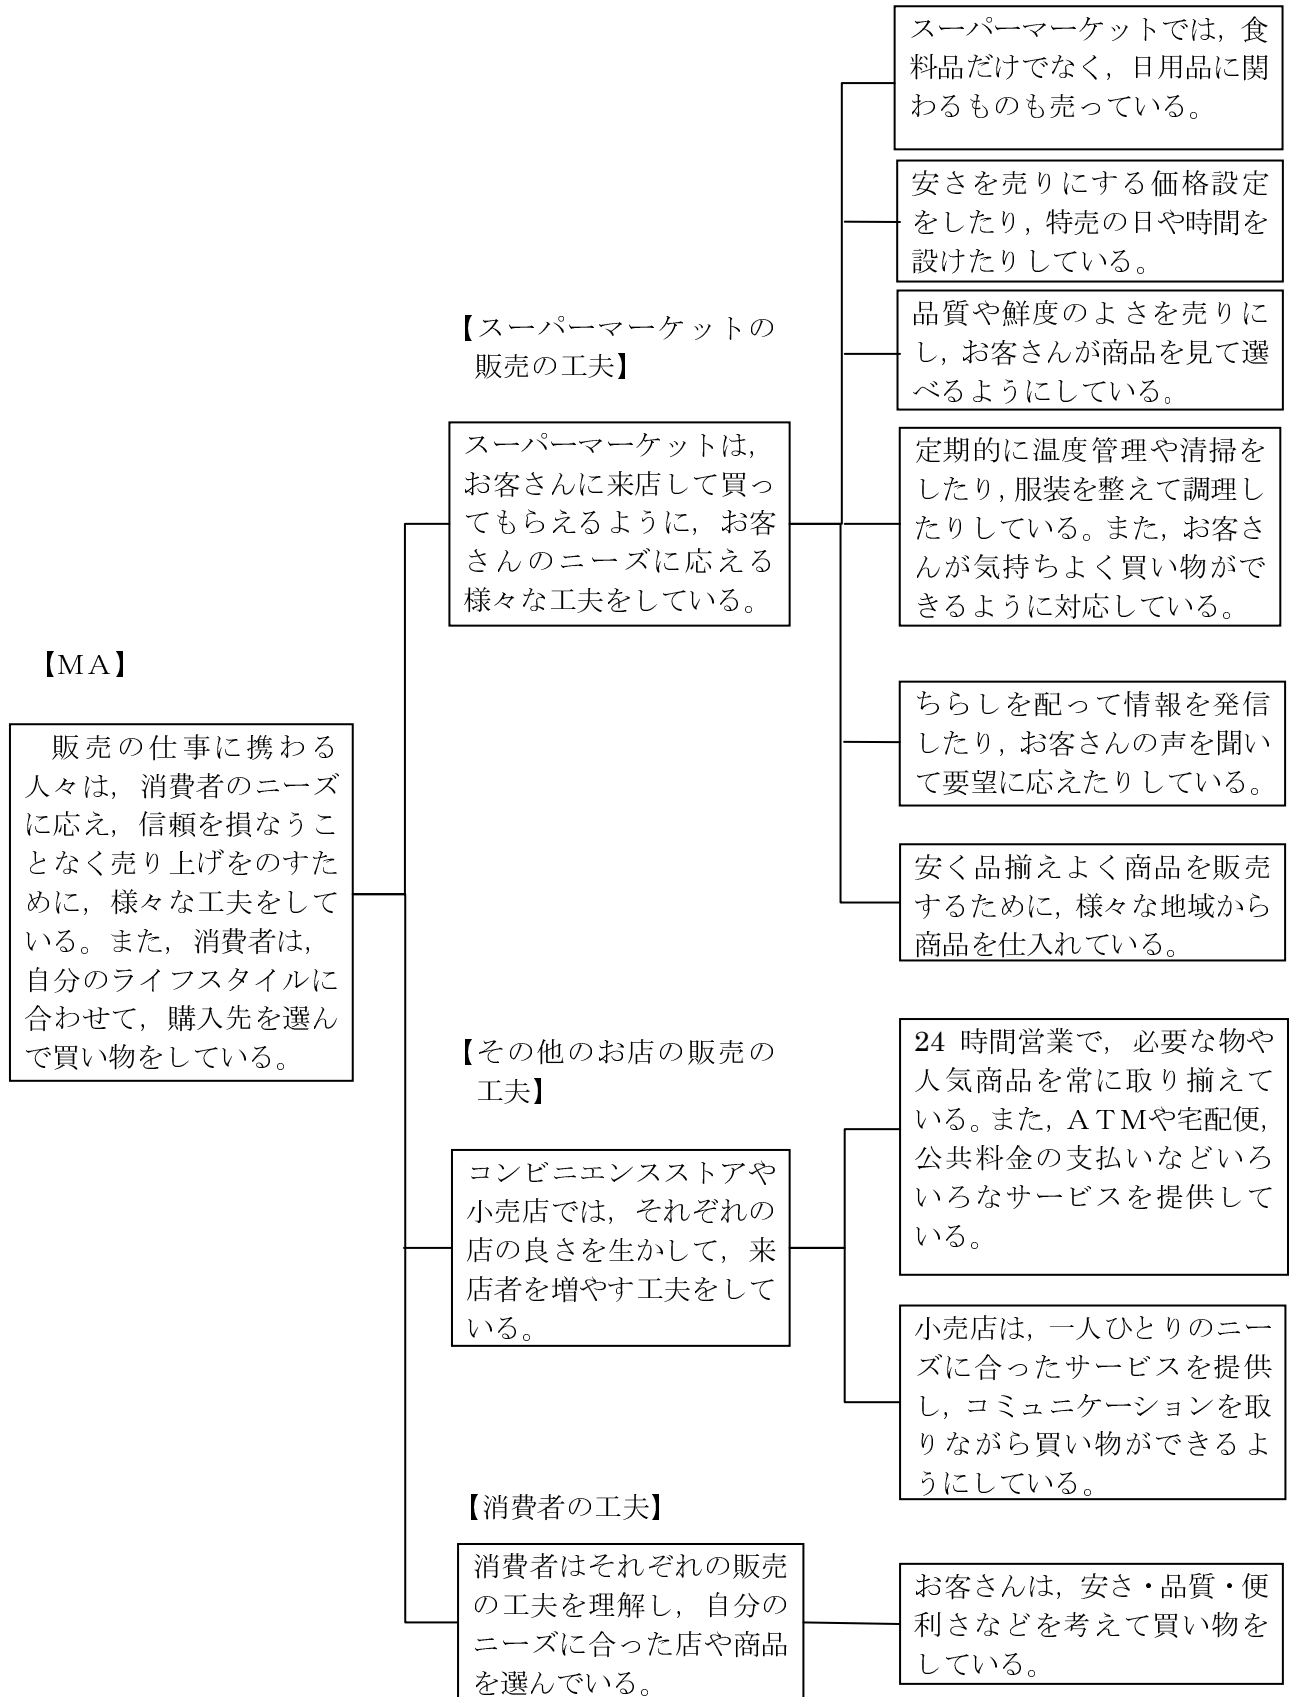 【ＭＡ】
販売の仕事に携わる
人々は，消費者のニーズ
に応え，信頼を損なうこ
となく売り上げをのすた
めに，様々な工夫をして
いる。また，消費者は，
自分のライフスタイルに
合わせて，購入先を選ん
で買い物をしている。
【スーパーマーケットの
販売の工夫】
スーパーマーケットは，
お客さんに来店して買っ
てもらえるように，お客
さんのニーズに応える
様々な工夫をしている。
スーパーマーケットでは，食
料品だけでなく，日用品に関
わるものも売っている。
安さを売りにする価格設定
をしたり，特売の日や時間を
設けたりしている。
品質や鮮度のよさを売りに
し，お客さんが商品を見て選
べるようにしている。
定期的に温度管理や清掃を
したり，服装を整えて調理し
たりしている。また，お客さ
んが気持ちよく買い物がで
きるように対応している。
ちらしを配って情報を発信
したり，お客さんの声を聞い
て要望に応えたりしている。
安く品揃えよく商品を販売
するために，様々な地域から
商品を仕入れている。
【その他のお店の販売の
工夫】
コンビニエンスストアや
小売店では，それぞれの
店の良さを生かして，来
店者を増やす工夫をして
いる。
24 時間営業で，必要な物や
人気商品を常に取り揃えて
いる。また，ＡＴＭや宅配便，
公共料金の支払いなどいろ
いろなサービスを提供して
いる。
小売店は，一人ひとりのニー
ズに合ったサービスを提供
し，コミュニケーションを取
りながら買い物ができるよ
うにしている。
【消費者の工夫】
消費者はそれぞれの販売
の工夫を理解し，自分の
ニーズに合った店や商品
を選んでいる。
お客さんは，安さ・品質・便
利さなどを考えて買い物を
している。